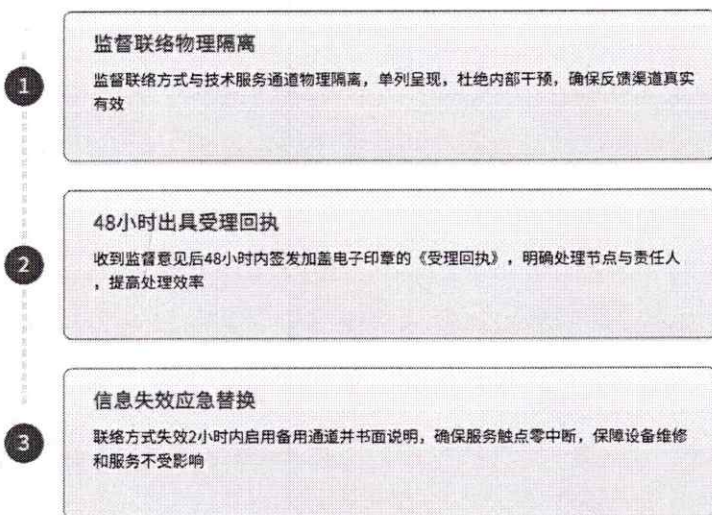 1
监督联络物理隔离
监督联络方式与技术服务通道物理隔离，单列呈现，杜绝内部干预，确保反馈渠道真实
有效
2
48小时出具受理回执
收到监督意见后48小时内签发加盖电子印章的《受理回执》，明确处理节点与责任人
，提高处理效率
3
信息失效应急替换
联络方式失效2小时内启用备用通道并书面说明，确保服务触点零中断，保障设备维修
和服务不受影响